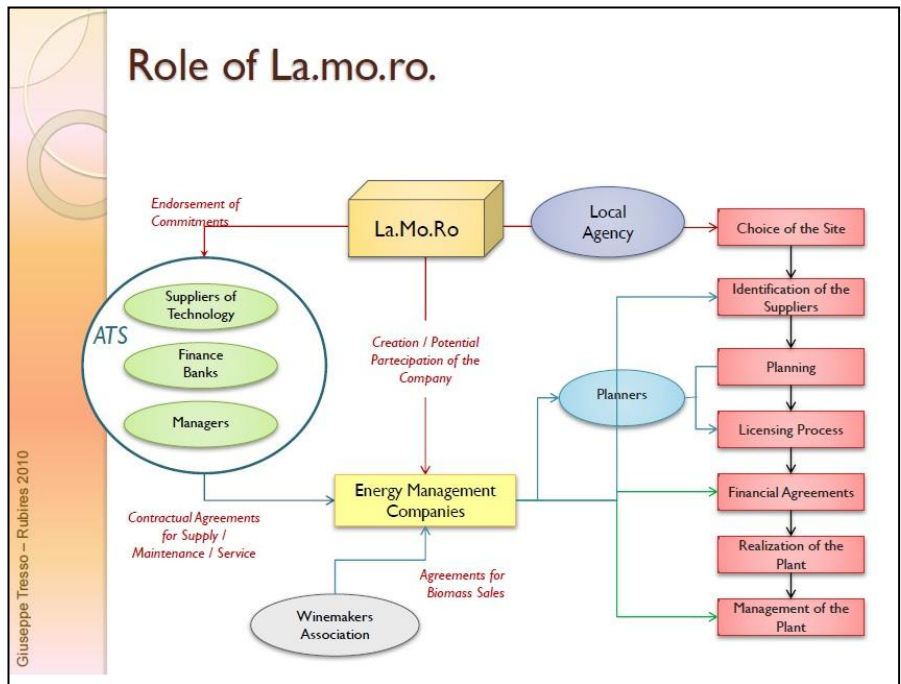 Role of La.mo.ro.
Endorsement of
Commitments
La.Mo.Ro
Local
Agency
Choice of the Site
Suppliers of
Technology
Identification of the
Suppliers
ATS
Finance
Banks
Creation / Potential
Partecipation of the
Company
Planners
Planning
Managers
Licensing Process
Energy Management
Companies
Financial Agreements
Contractual Agreements
for Supply /
Maintenance / Service
Realization of the
Plant
Agreements for
Biomass Sales
Winemakers
Association
Management of the
Plant
Giuseppe Tresso – Rubires 2010